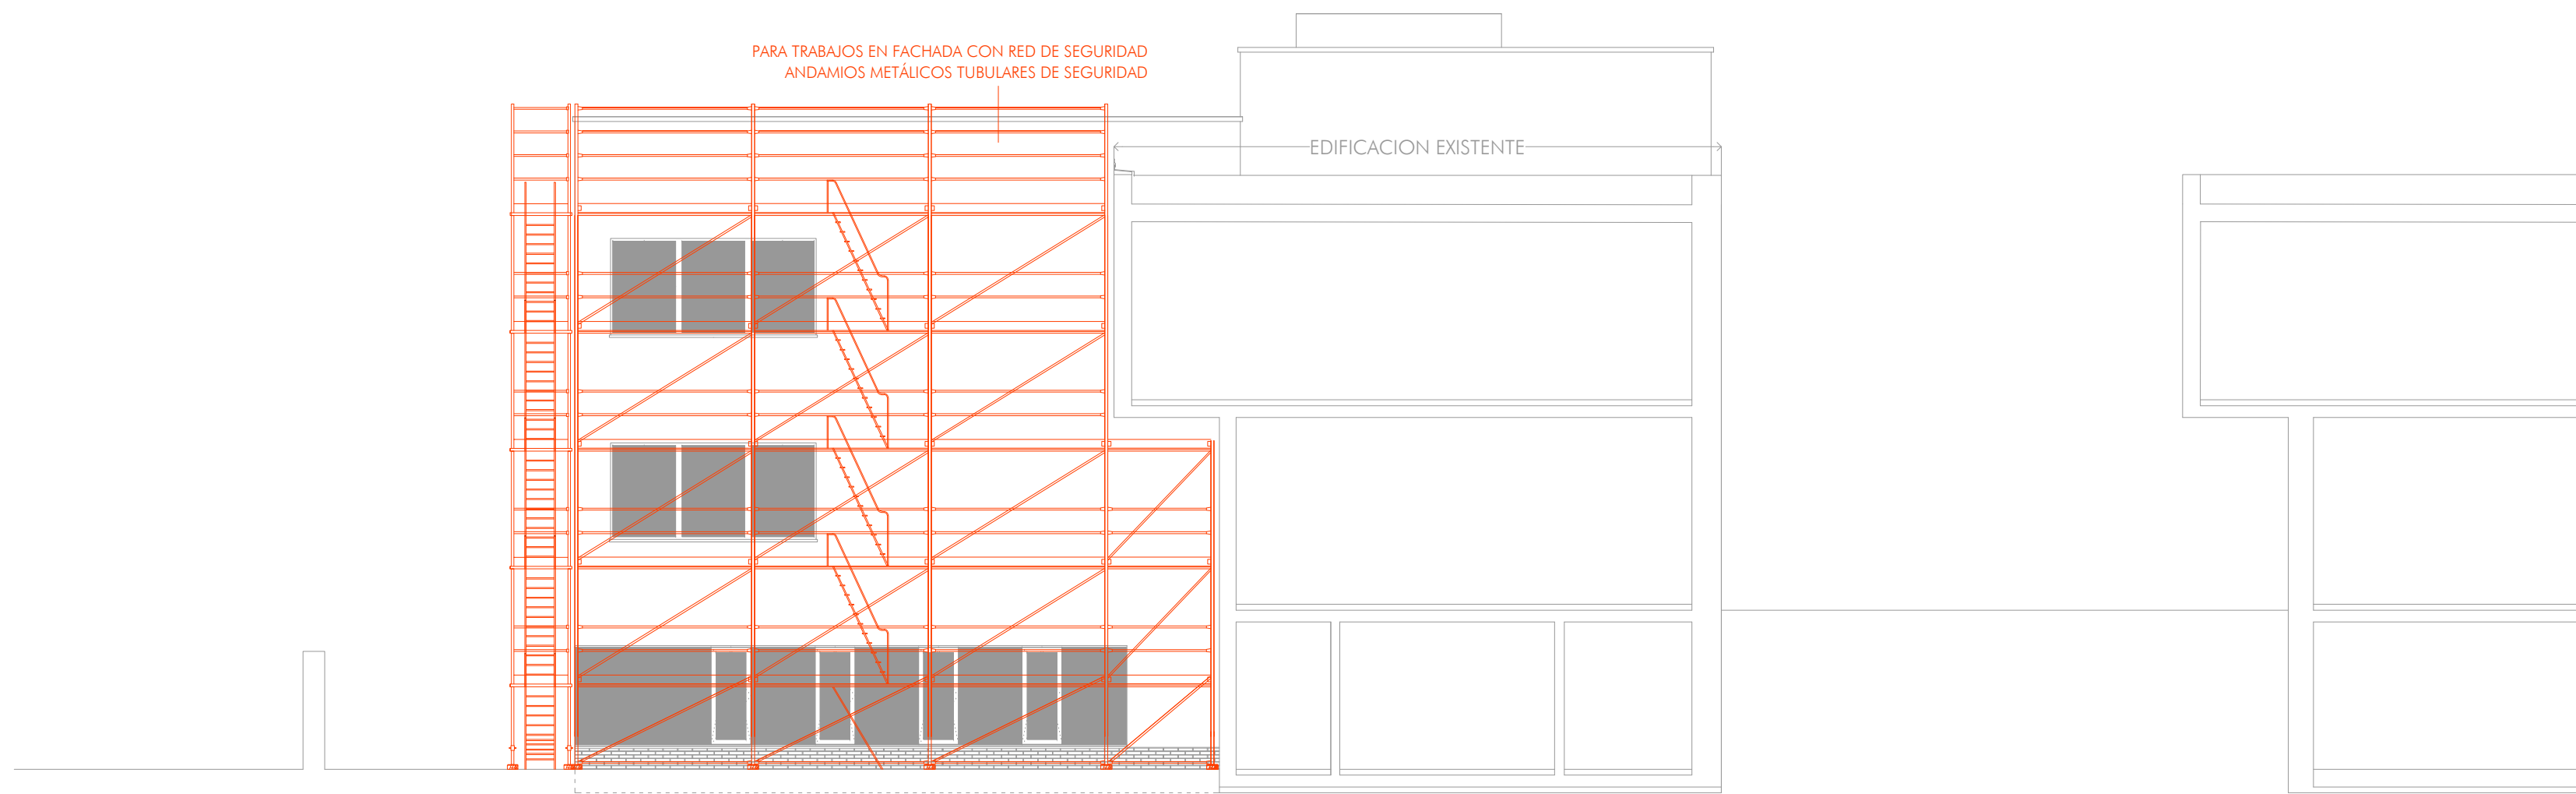 PARA TRABAJOS EN FACHADA CON RED DE SEGURIDAD
ANDAMIOS METÁLICOS TUBULARES DE SEGURIDAD
EDIFICACION EXISTENTE